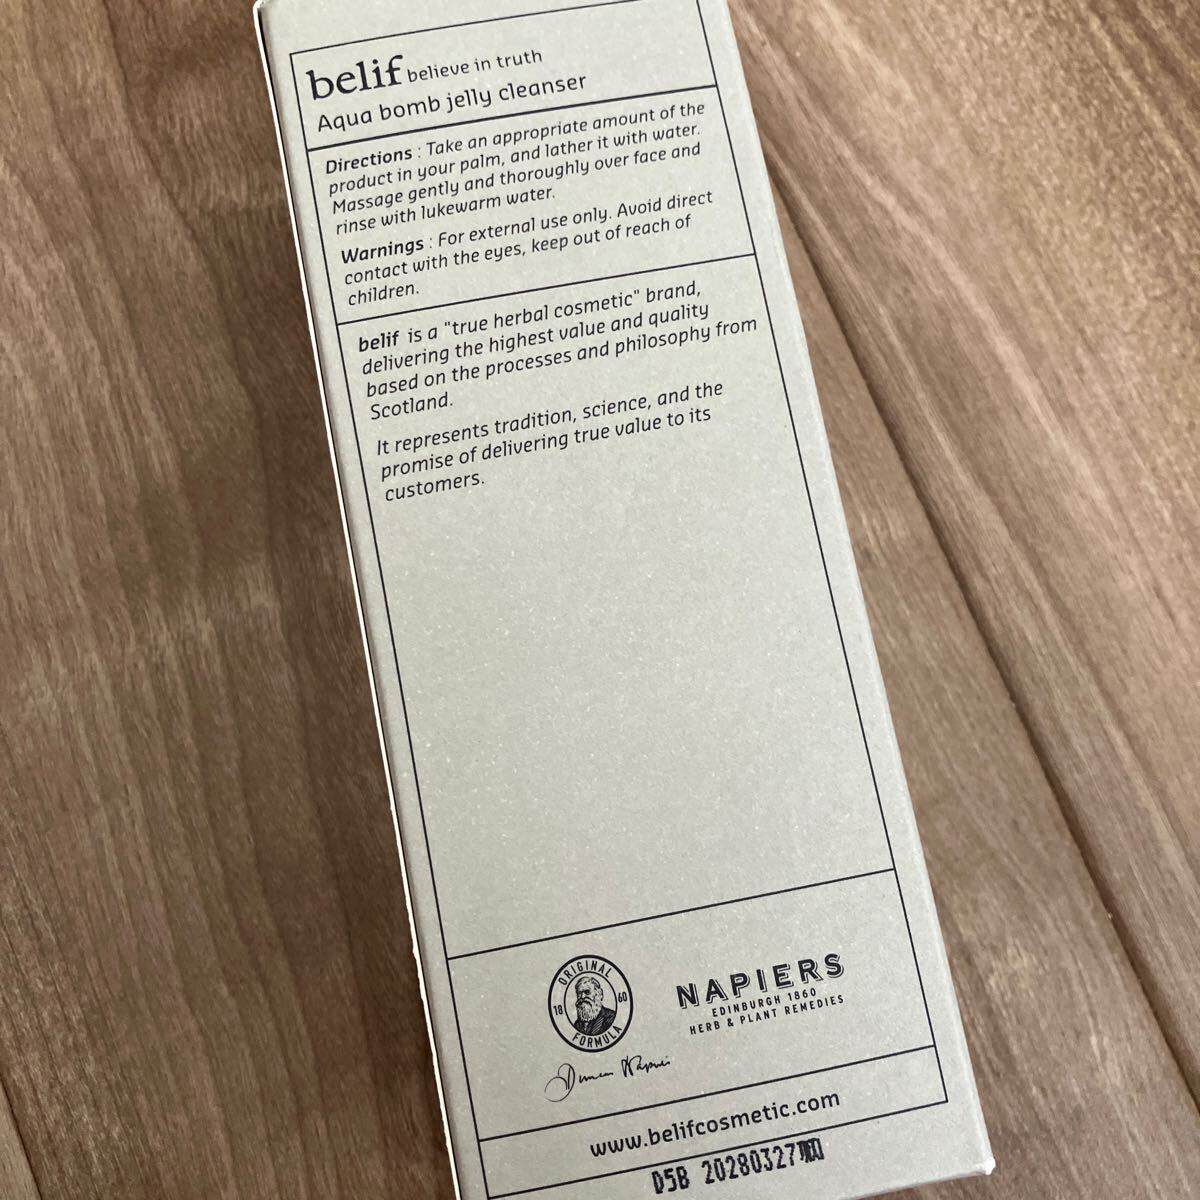 belif believe in truth
Aqua bomb jelly cleanser
Directions : Take an appropriate amount of the
product in your palm, and lather it with water.
Massage gently and thoroughly over face and
rinse with lukewarm water.
Warnings : For external use only. Avoid direct
contact with the eyes, keep out of reach of
children.
belif is a "true herbal cosmetic" brand,
delivering the highest value and quality
based on the processes and philosophy from
Scotland.
It represents tradition, science, and the
promise of delivering true value to its
customers.
ORIGINAL
18 60
FORMULA
Duncan Napier
NAPIERS
EDINBURGH 1860
HERB & PLANT REMEDIES
www.belifcosmetic.com
D5B 20280327